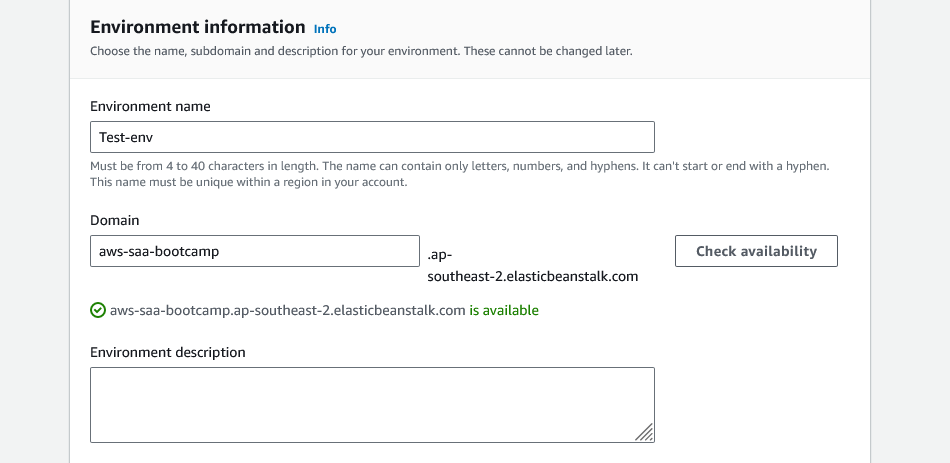 Environment information Info
Choose the name, subdomain and description for your environment. These cannot be changed later.
Environment name
Test-env
Must be from 4 to 40 characters in length. The name can contain only letters, numbers, and hyphens. It can't start or end with a hyphen.
This name must be unique within a region in your account.
Domain
aws-saa-bootcamp
.ap-
southeast-2.elasticbeanstalk.com
Check availability
aws-saa-bootcamp.ap-southeast-2.elasticbeanstalk.com is available
Environment description